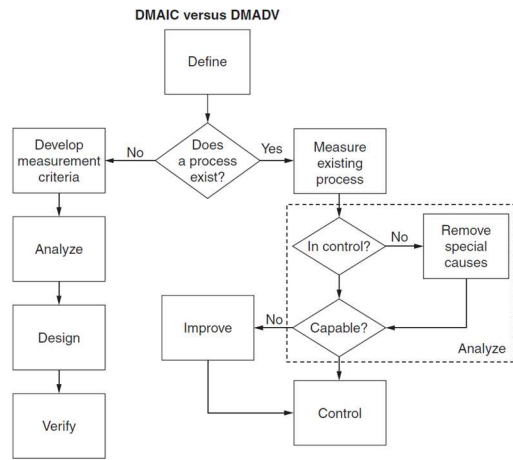 DMAIC versus DMADV
Define
Does
a process
exist?
No
Yes
Develop
measurement
criteria
Measure
existing
process
Analyze
In control?
No
Remove
special
causes
Design
Improve
No
Capable?
Analyze
Verify
Control